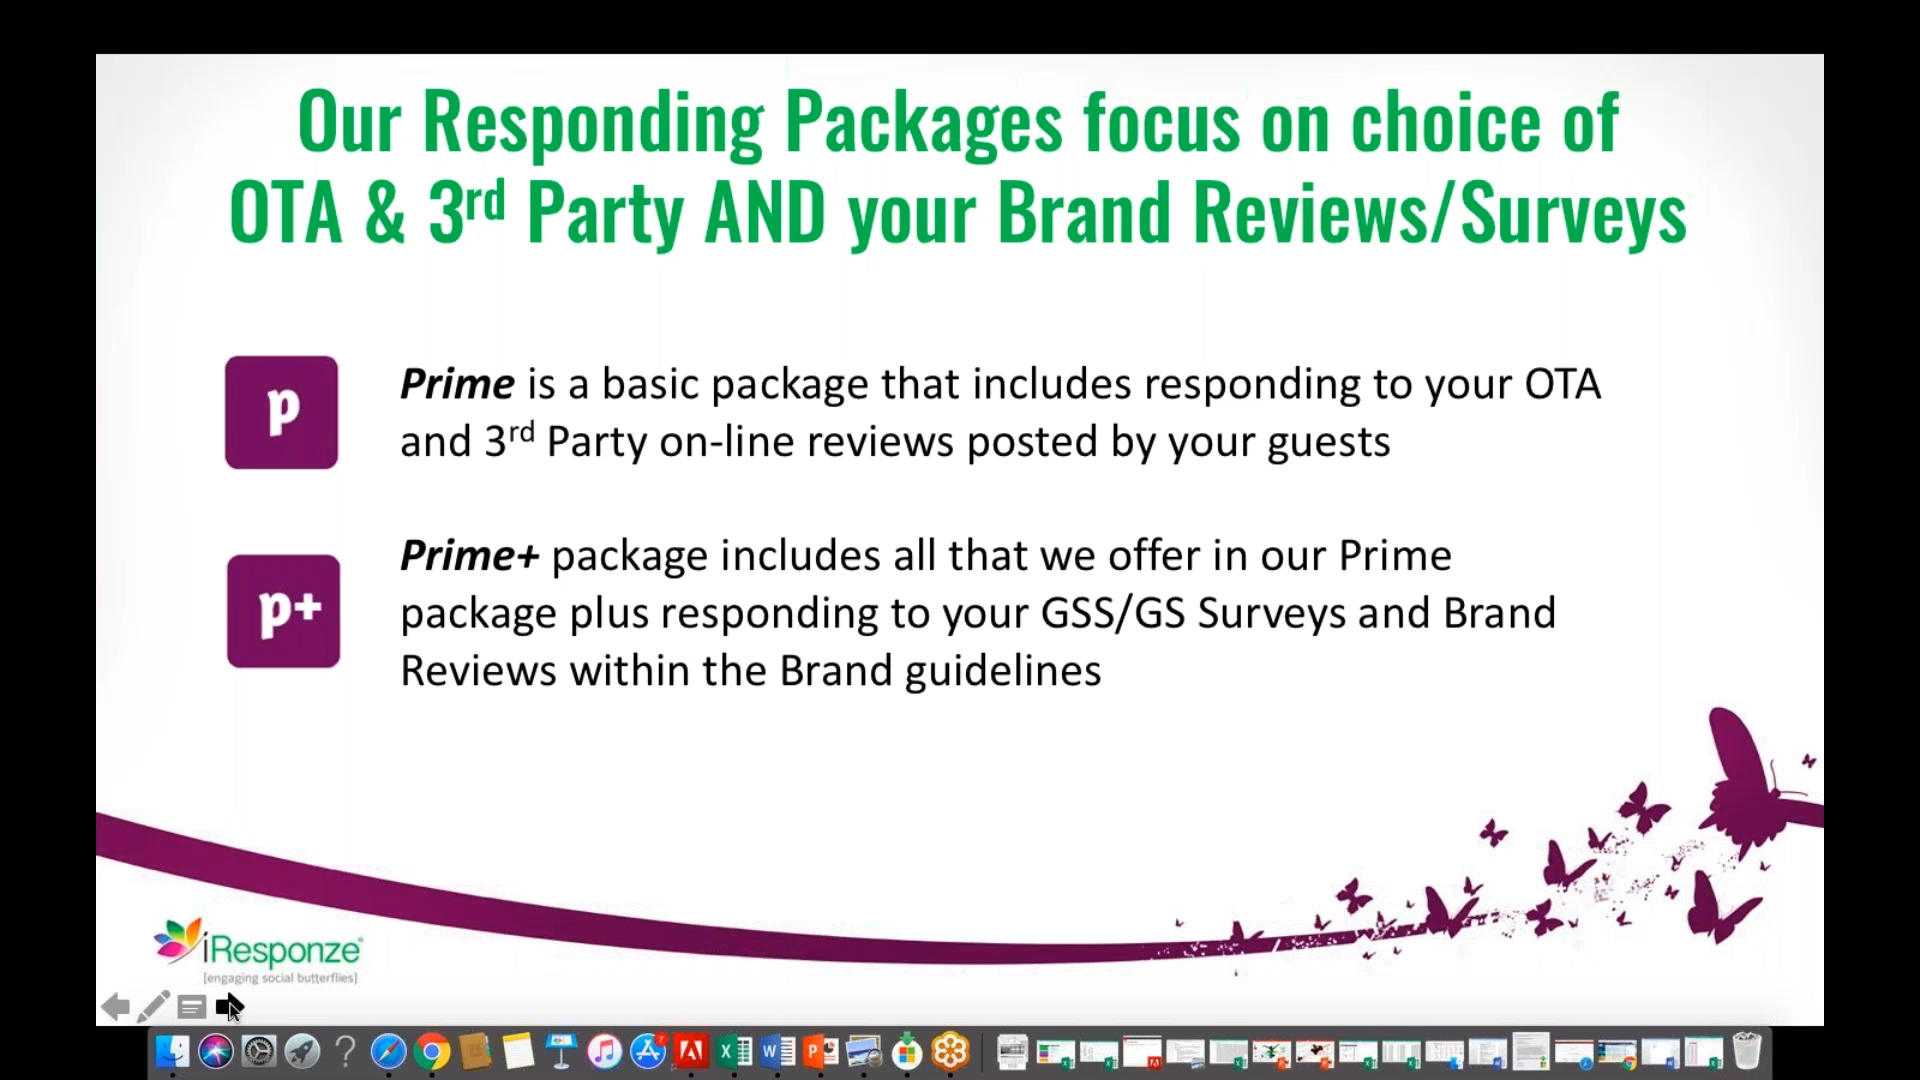 Our Responding Packages focus on choice of
OTA & 3rd Party AND your Brand Reviews/Surveys
p
Prime is a basic package that includes responding to your OTA
and 3rd Party on-line reviews posted by your guests
p+
Prime+ package includes all that we offer in our Prime
package plus responding to your GSS/GS Surveys and Brand
Reviews within the Brand guidelines
iResponze®
[engaging social butterflies]